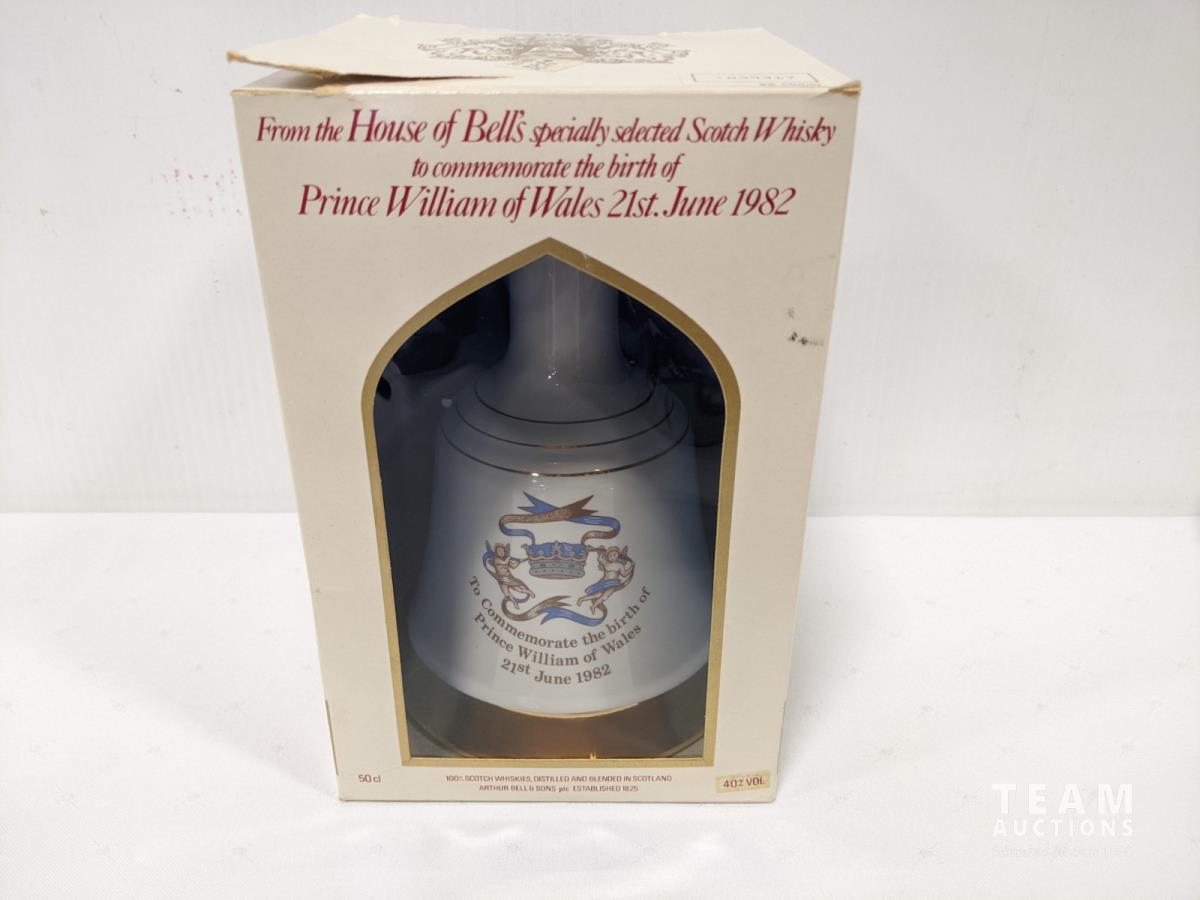 From the House of Bell's specially selected Scotch Whisky
to commemorate the birth of
Prince William of Wales 21st. June 1982
To Commemorate the birth of
Prince William of Wales
21st June 1982
50 cl
100% SCOTCH WHISKIES, DISTILLED AND BLENDED IN SCOTLAND
ARTHUR BELL & SONS plc ESTABLISHED 1825
40% VOL
TEAM
AUCTIONS